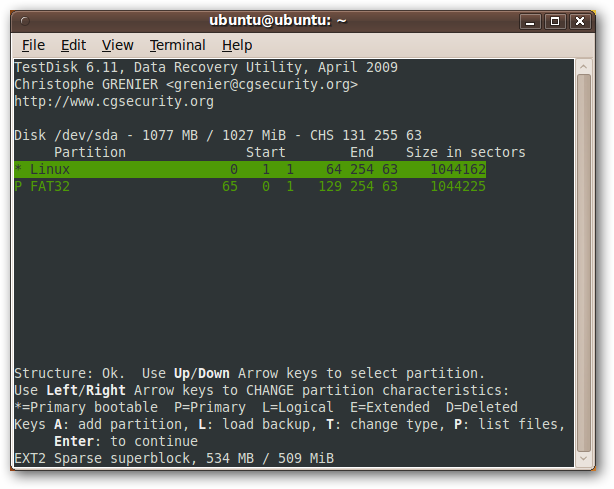 ubuntu@ubuntu: ~
File Edit View Terminal Help
TestDisk 6.11, Data Recovery Utility, April 2009
Christophe GRENIER <grenier@cgsecurity.org>
http://www.cgsecurity.org
Disk /dev/sda - 1077 MB / 1027 MiB - CHS 131 255 63
     Partition               Start        End    Size in sectors
* Linux                    0   1  1    64 254 63    1044162
P FAT32                   65   0  1   129 254 63    1044225
Structure: Ok.  Use Up/Down Arrow keys to select partition.
Use Left/Right Arrow keys to CHANGE partition characteristics:
*=Primary bootable  P=Primary  L=Logical  E=Extended  D=Deleted
Keys A: add partition, L: load backup, T: change type, P: list files,
     Enter: to continue
EXT2 Sparse superblock, 534 MB / 509 MiB